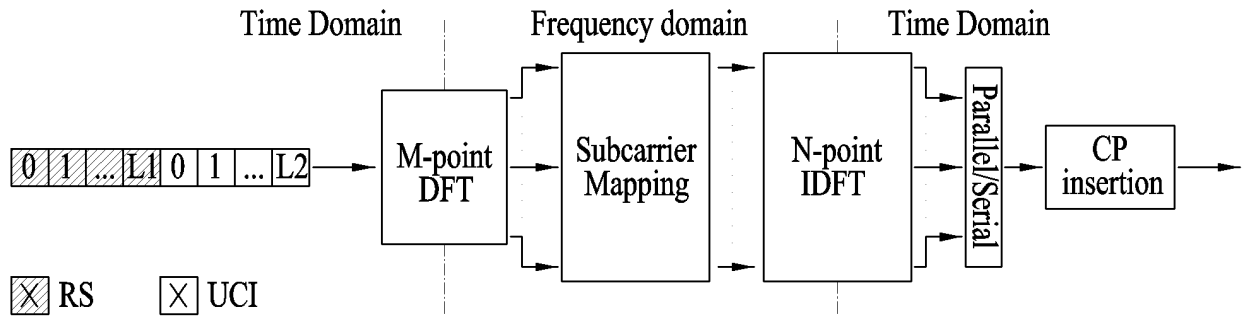 Time Domain
Frequency domain
Time Domain
0 1 ... L1 0 1 ... L2
M-point
DFT
Subcarrier
Mapping
N-point
IDFT
Parallel/Serial
CP
insertion
X RS
X UCI